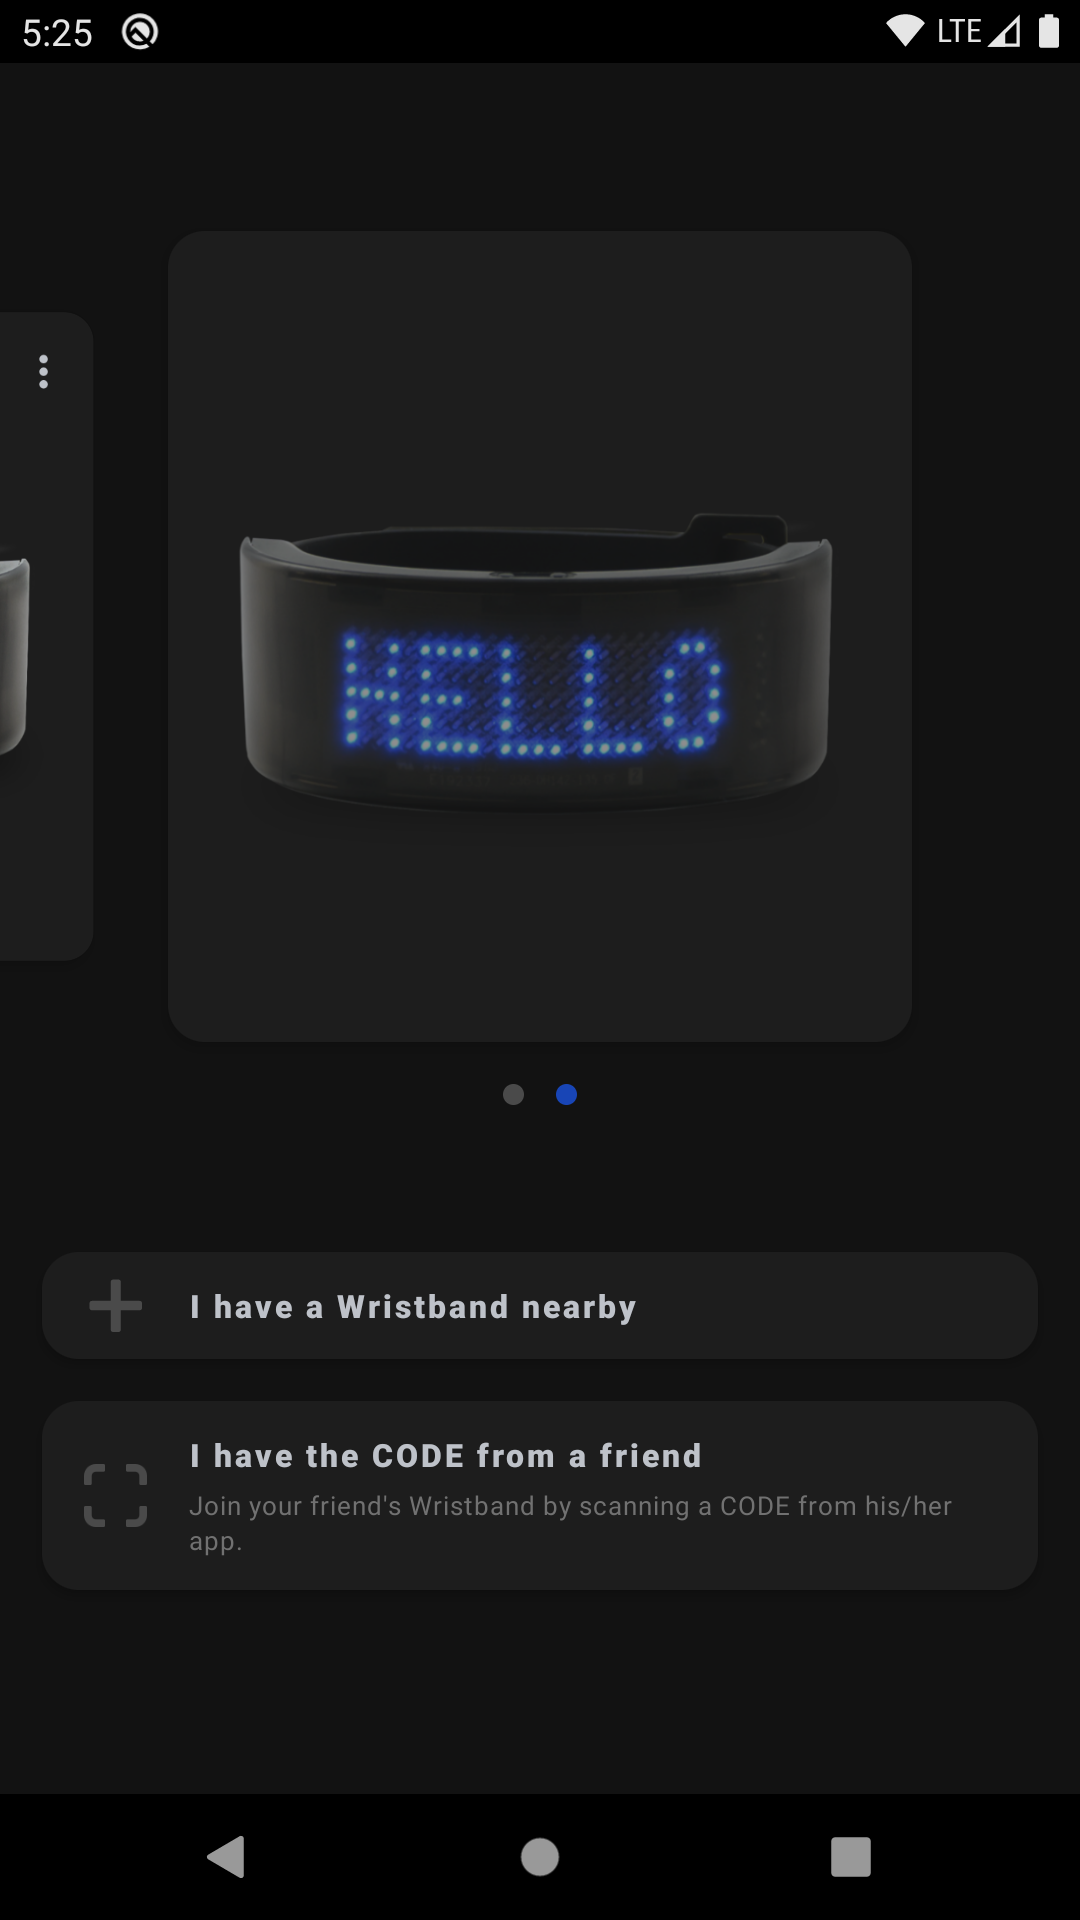 5:25
LTE
HELLO
I have a Wristband nearby
I have the CODE from a friend
Join your friend's Wristband by scanning a CODE from his/her
app.